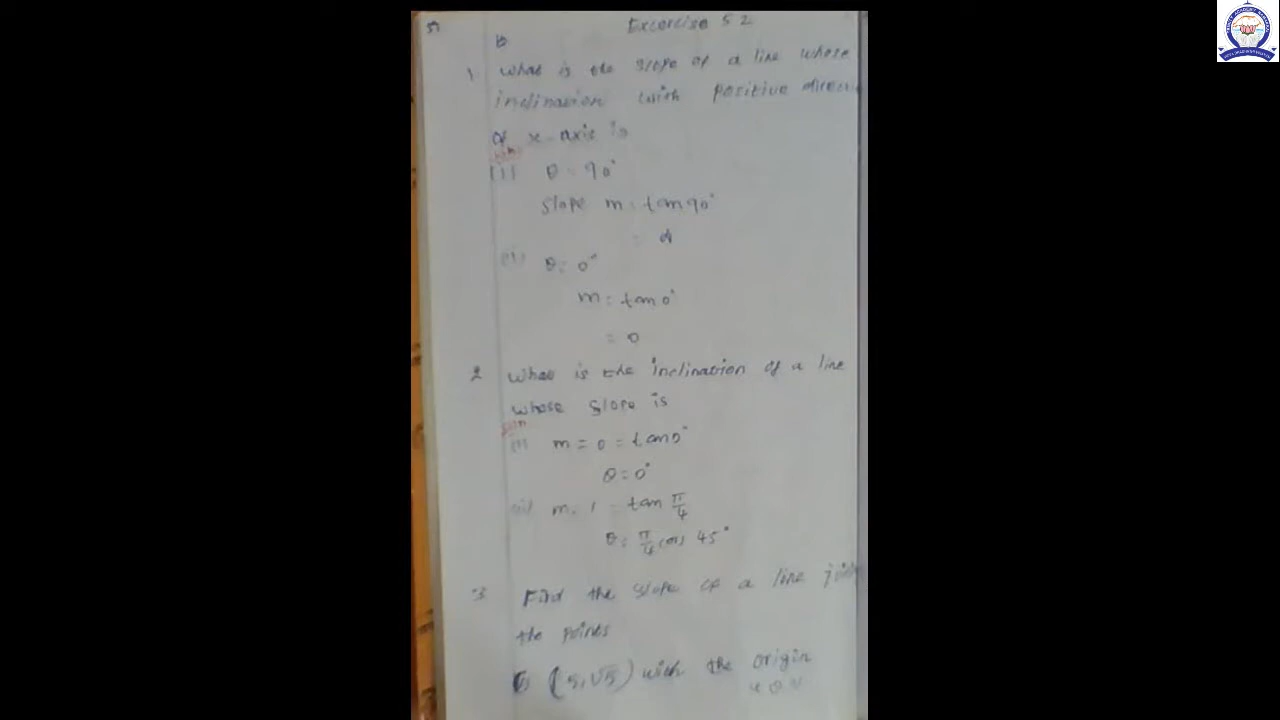 Excercise 5.2
1. What is the slope of a line whose
inclination with positive direc
of x-axis is
(i) θ = 90°
Slope m = tan 90°
= α
(ii) θ = 0°
m = tan 0°
= 0
2 What is the inclination of a line
whose slope is
(i) m = 0 = tan 0°
θ = 0°
(ii) m = 1 = tan π/4
θ = π/4 (or) 45°
3 Find the slope of a line join
the points
(5, √5) with the origin